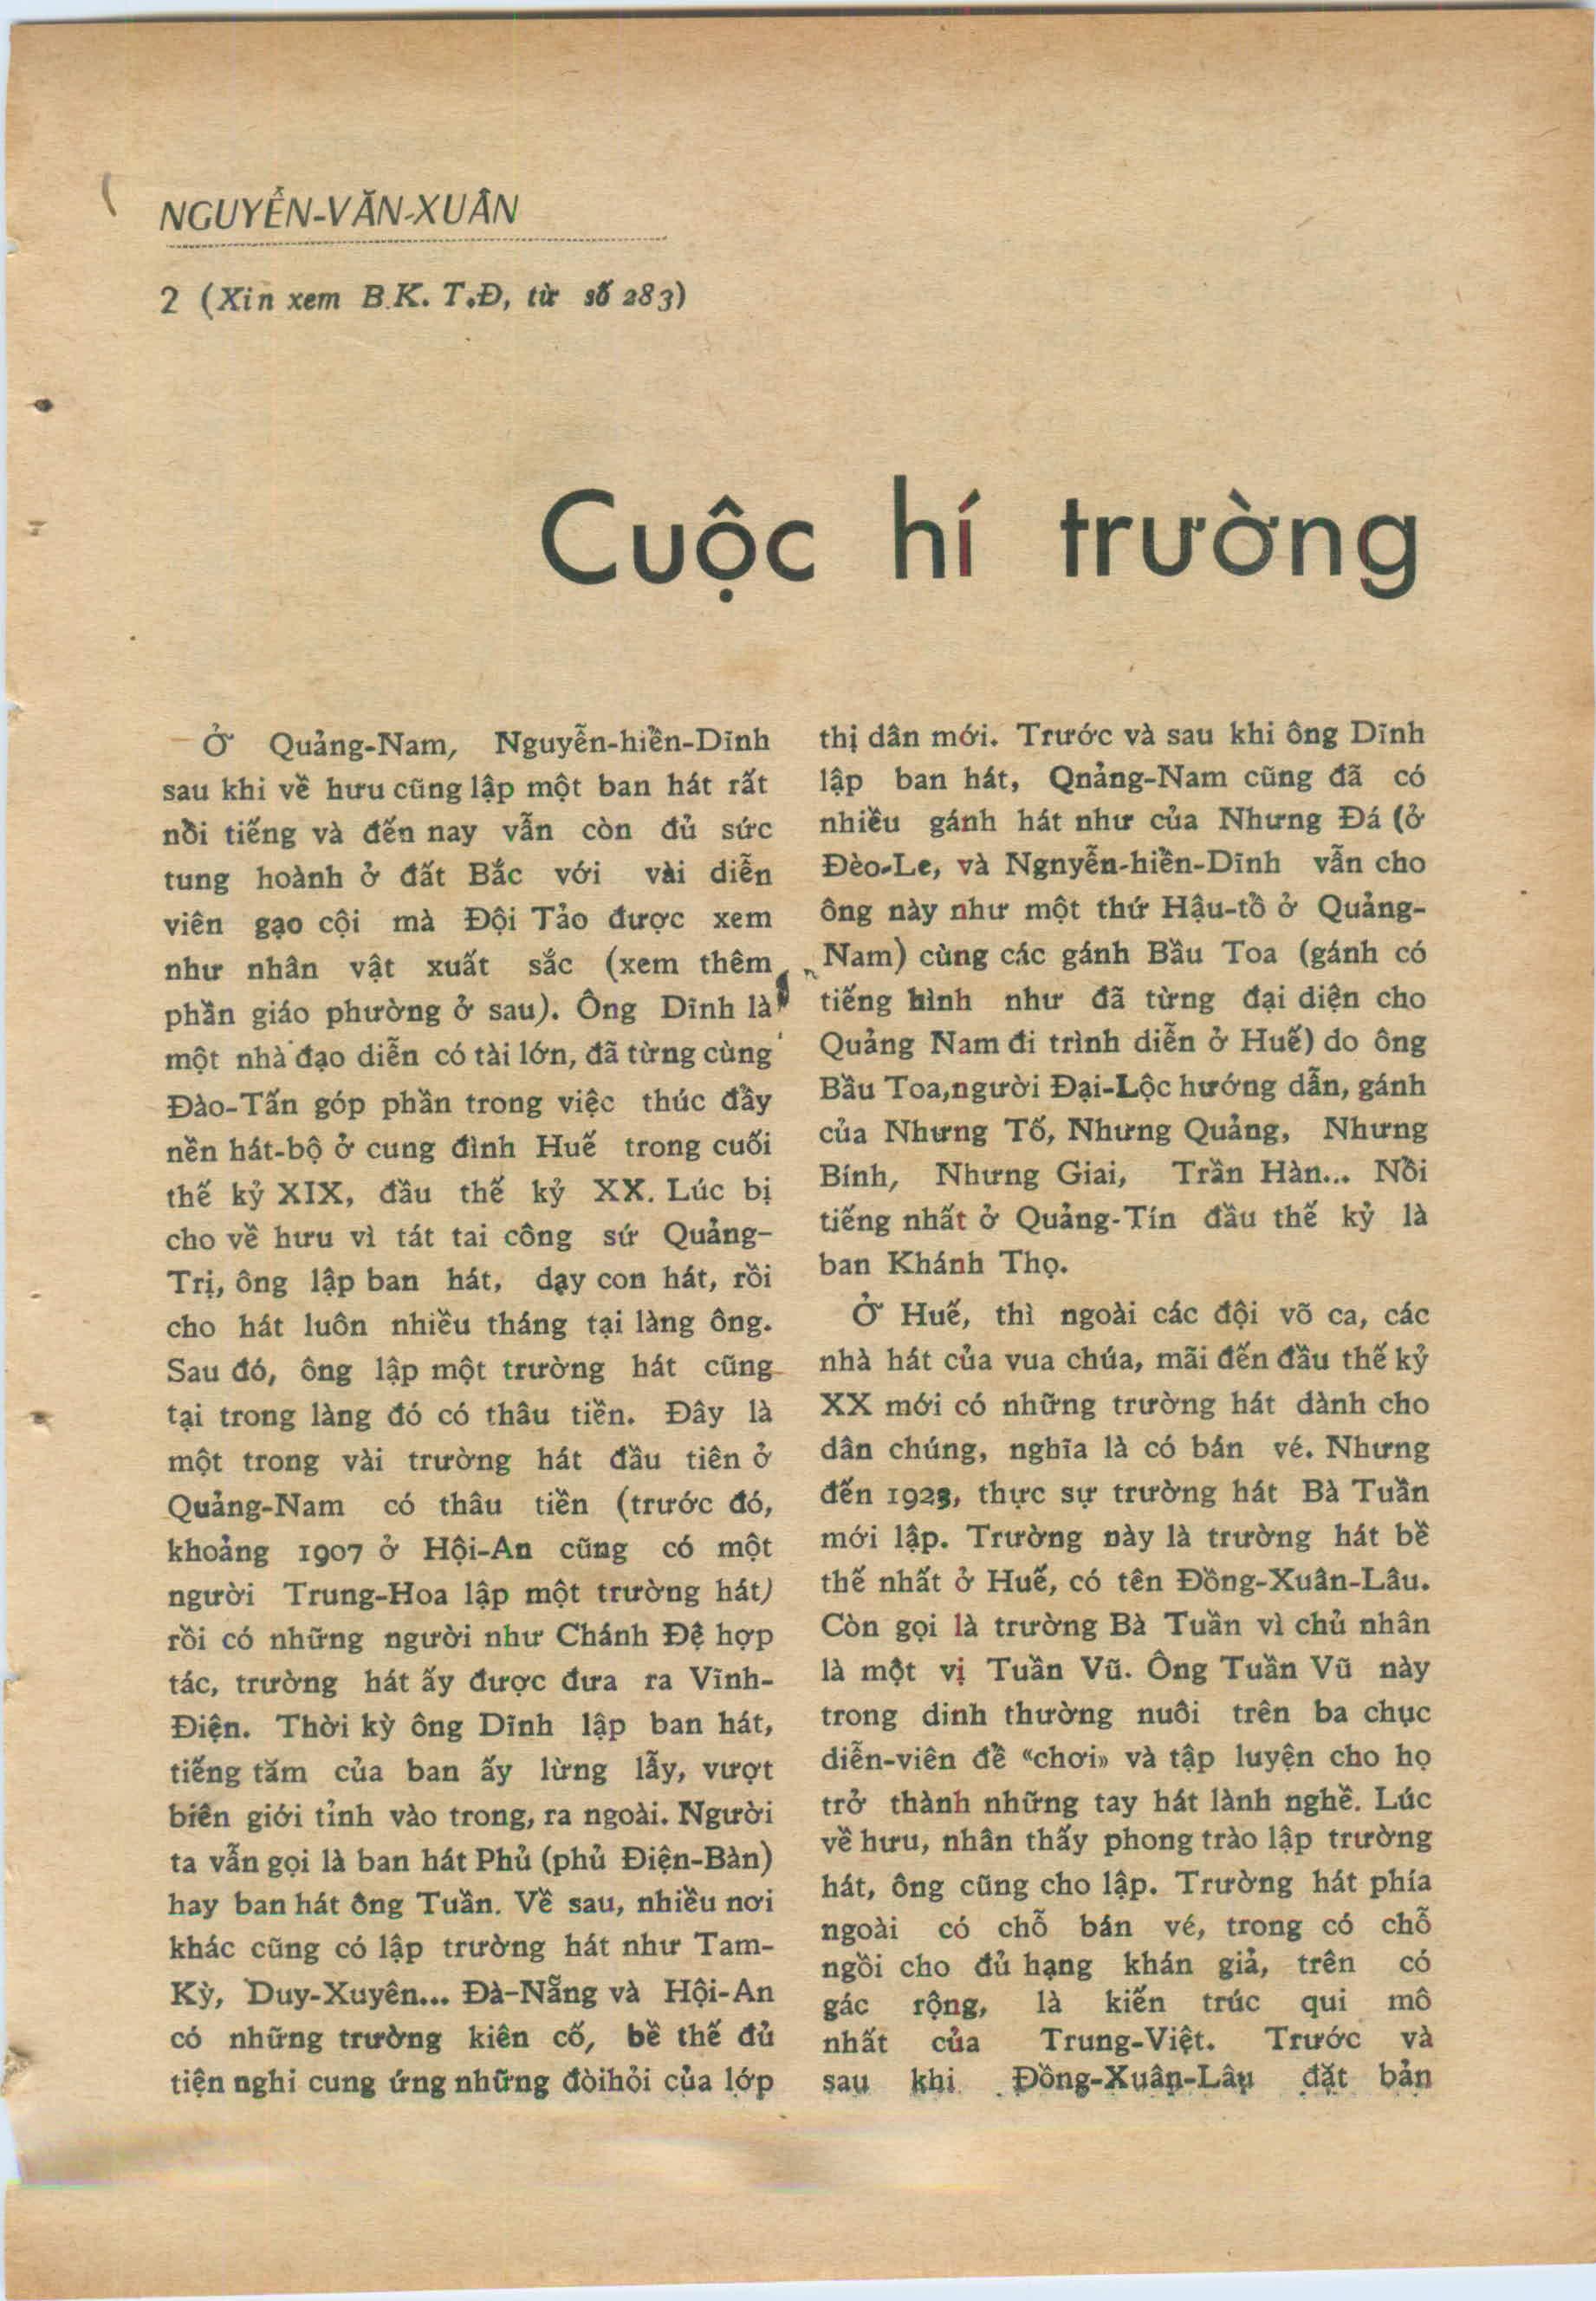 NGUYỄN-VĂN-XUÂN
2 (Xin xem B.K. T.Đ, từ số 283)
Cuộc hí trường
Ở Quảng-Nam, Nguyễn-hiền-Dĩnh
sau khi về hưu cũng lập một ban hát rất
nổi tiếng và đến nay vẫn còn đủ sức
tung hoành ở đất Bắc với vài diễn
viên gạo cội mà Đội Tảo được xem
như nhân vật xuất sắc (xem thêm
phần giáo phường ở sau). Ông Dĩnh là
một nhà đạo diễn có tài lớn, đã từng cùng
Đào-Tấn góp phần trong việc thúc đẩy
nền hát-bộ ở cung đình Huế trong cuối
thế kỷ XIX, đầu thế kỷ XX. Lúc bị
cho về hưu vì tát tai công sứ Quảng-
Trị, ông lập ban hát, dạy con hát, rồi
cho hát luôn nhiều tháng tại làng ông.
Sau đó, ông lập một trường hát cũng
tại trong làng đó có thâu tiền. Đây là
một trong vài trường hát đầu tiên ở
Quảng-Nam có thâu tiền (trước đó,
khoảng 1907 ở Hội-An cũng có một
người Trung-Hoa lập một trường hát)
rồi có những người như Chánh Đệ hợp
tác, trường hát ấy được đưa ra Vĩnh-
Điện. Thời kỳ ông Dĩnh lập ban hát,
tiếng tăm của ban ấy lừng lẫy, vượt
biên giới tỉnh vào trong, ra ngoài. Người
ta vẫn gọi là ban hát Phủ (phủ Điện-Bàn)
hay ban hát ông Tuần. Về sau, nhiều nơi
khác cũng có lập trường hát như Tam-
Kỳ, Duy-Xuyên... Đà-Nẵng và Hội-An
có những trường kiên cố, bề thế đủ
tiện nghi cung ứng những đòihỏi của lớp
thị dân mới. Trước và sau khi ông Dĩnh
lập ban hát, Qnảng-Nam cũng đã có
nhiều gánh hát như của Nhưng Đá (ở
Đèo-Le, và Ngnyễn-hiền-Dĩnh vẫn cho
ông này như một thứ Hậu-tổ ở Quảng-
Nam) cùng các gánh Bầu Toa (gánh có
tiếng hình như đã từng đại diện cho
Quảng Nam đi trình diễn ở Huế) do ông
Bầu Toa,người Đại-Lộc hướng dẫn, gánh
của Nhưng Tố, Nhưng Quảng, Nhưng
Bính, Nhưng Giai, Trần Hàn... Nổi
tiếng nhất ở Quảng-Tín đầu thế kỷ là
ban Khánh Thọ.
Ở Huế, thì ngoài các đội võ ca, các
nhà hát của vua chúa, mãi đến đầu thế kỷ
XX mới có những trường hát dành cho
dân chúng, nghĩa là có bán vé. Nhưng
đến 1923, thực sự trường hát Bà Tuần
mới lập. Trường này là trường hát bề
thế nhất ở Huế, có tên Đồng-Xuân-Lâu.
Còn gọi là trường Bà Tuần vì chủ nhân
là một vị Tuần Vũ. Ông Tuần Vũ này
trong dinh thường nuôi trên ba chục
diễn-viên để «chơi» và tập luyện cho họ
trở thành những tay hát lành nghề. Lúc
về hưu, nhân thấy phong trào lập trường
hát, ông cũng cho lập. Trường hát phía
ngoài có chỗ bán vé, trong có chỗ
ngồi cho đủ hạng khán giả, trên có
gác rộng, là kiến trúc qui mô
nhất của Trung-Việt. Trước và
sau khi Đồng-Xuân-Lâu đặt bản